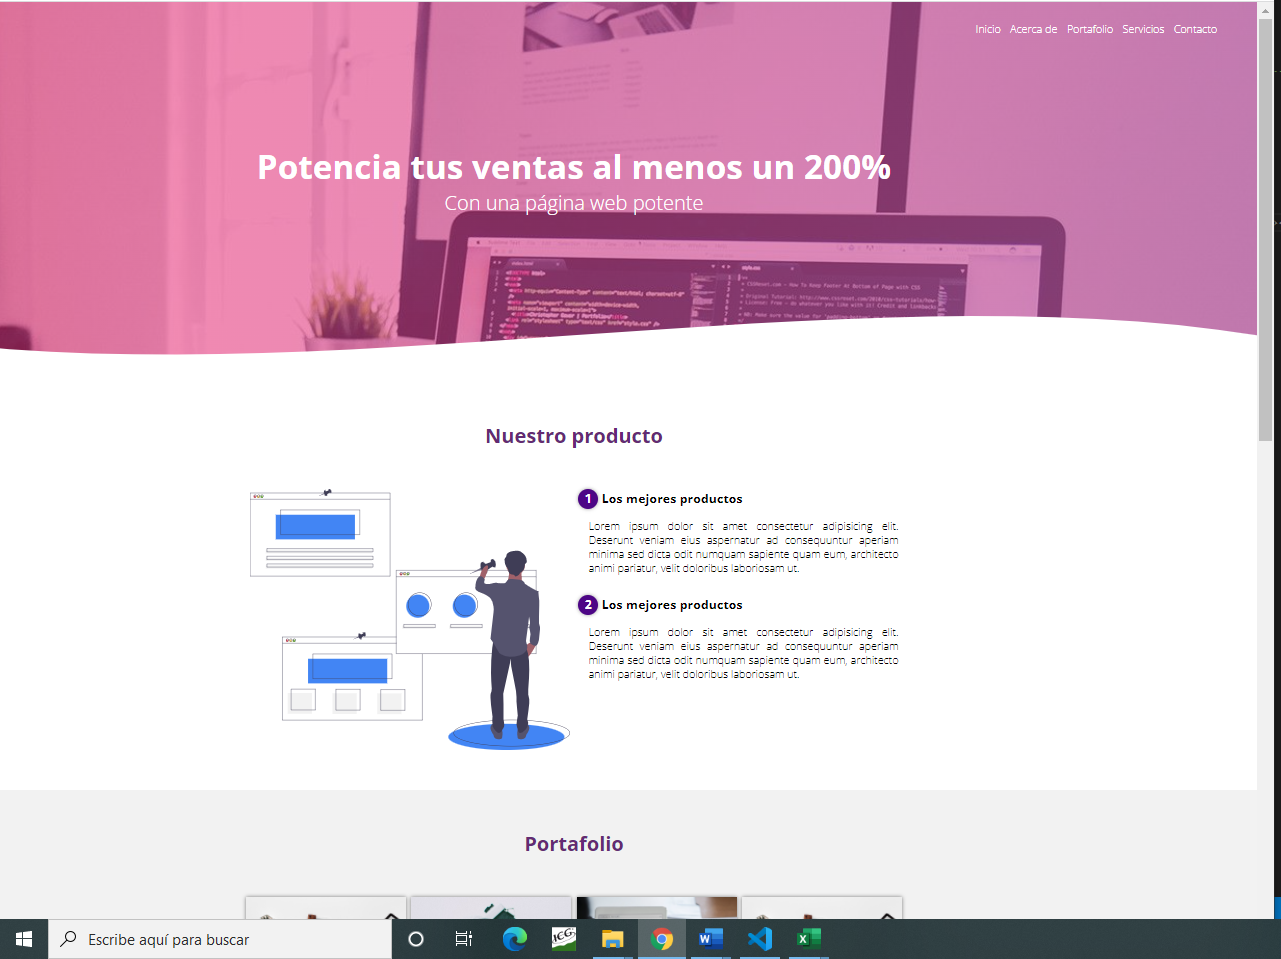 Inicio Acerca de Portafolio Servicios Contacto
Potencia tus ventas al menos un 200%
Con una página web potente
Nuestro producto
1 Los mejores productos
Lorem ipsum dolor sit amet consectetur adipisicing elit.
Deserunt veniam eius aspernatur ad consequuntur aperiam
minima sed dicta odit numquam sapiente quam eum, architecto
animi pariatur, velit doloribus laboriosam ut.
2 Los mejores productos
Lorem ipsum dolor sit amet consectetur adipisicing elit.
Deserunt veniam eius aspernatur ad consequuntur aperiam
minima sed dicta odit numquam sapiente quam eum, architecto
animi pariatur, velit doloribus laboriosam ut.
Portafolio
Escribe aquí para buscar